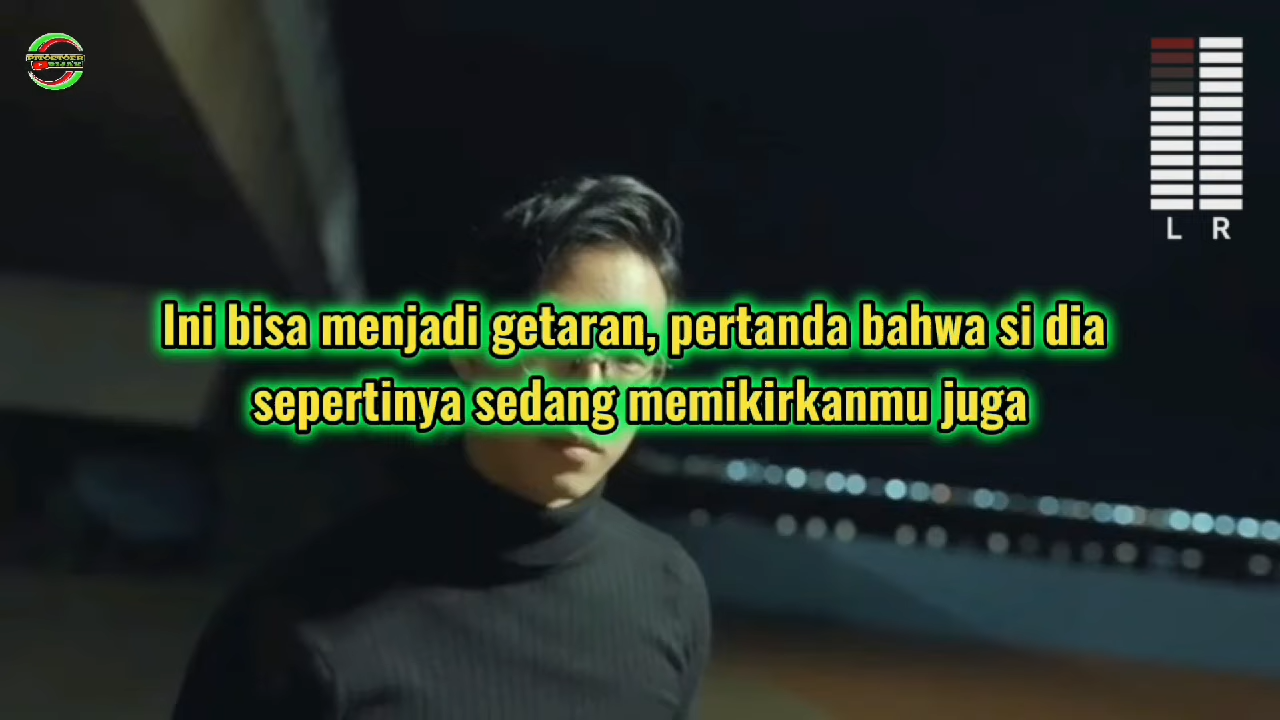 Ini bisa menjadi getaran, pertanda bahwa si dia
sepertinya sedang memikirkanmu juga
L R